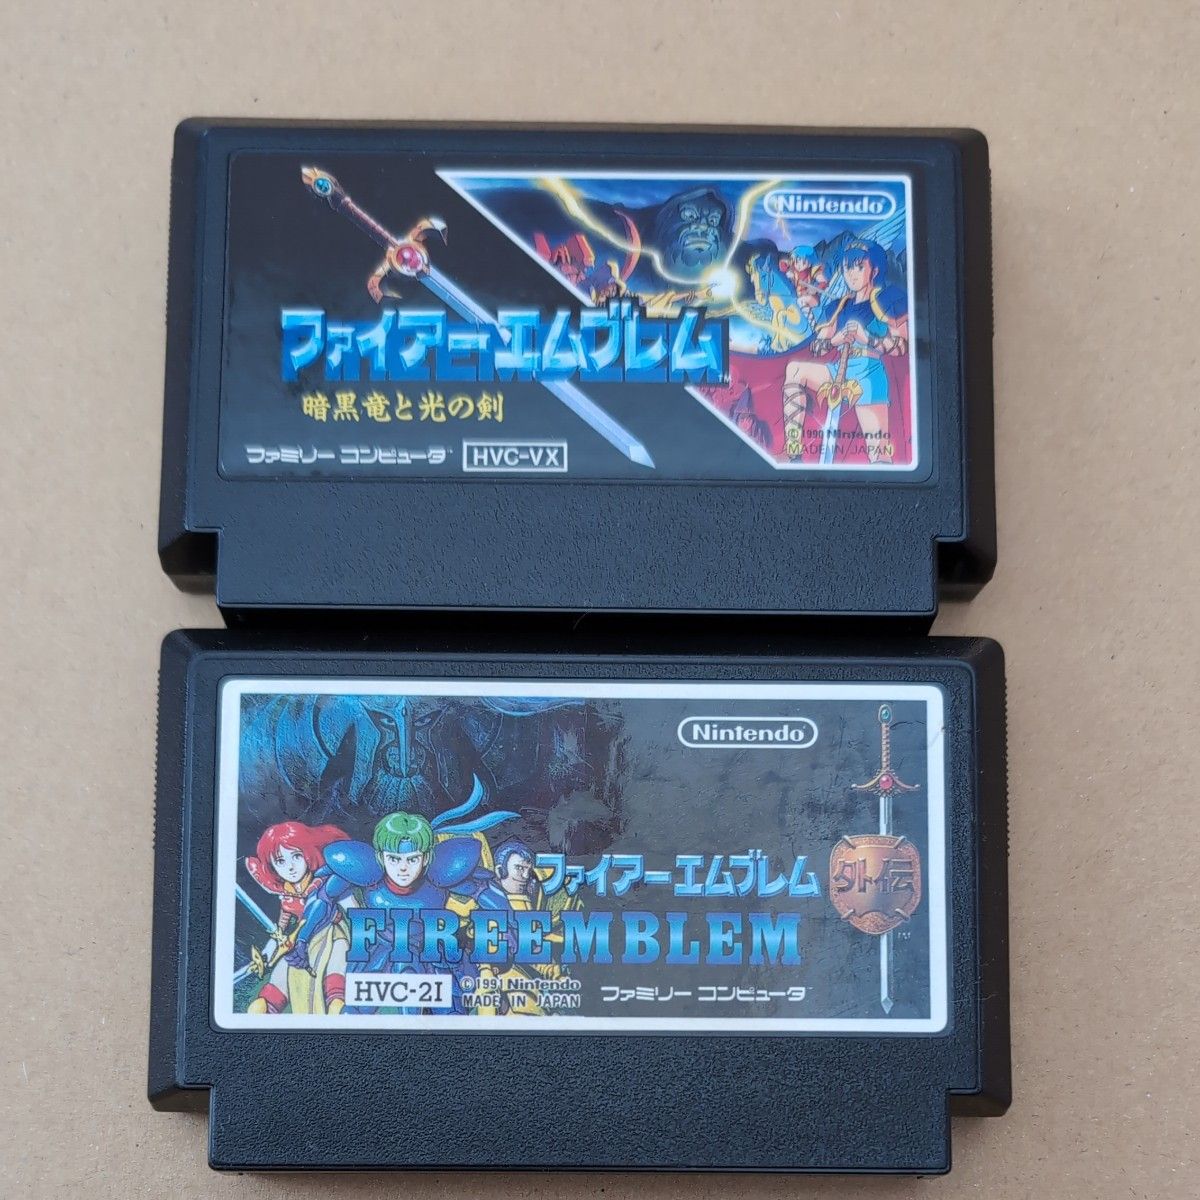 Nintendo
ファイアーエムブレム
暗黒竜と光の剣
ファミリー コンピュータ HVC-VX
©1990 Nintendo
MADE IN JAPAN
Nintendo
ファイアーエムブレム 外伝
FIRE EMBLEM
HVC-2I
©1991 Nintendo
MADE IN JAPAN
ファミリー コンピュータ